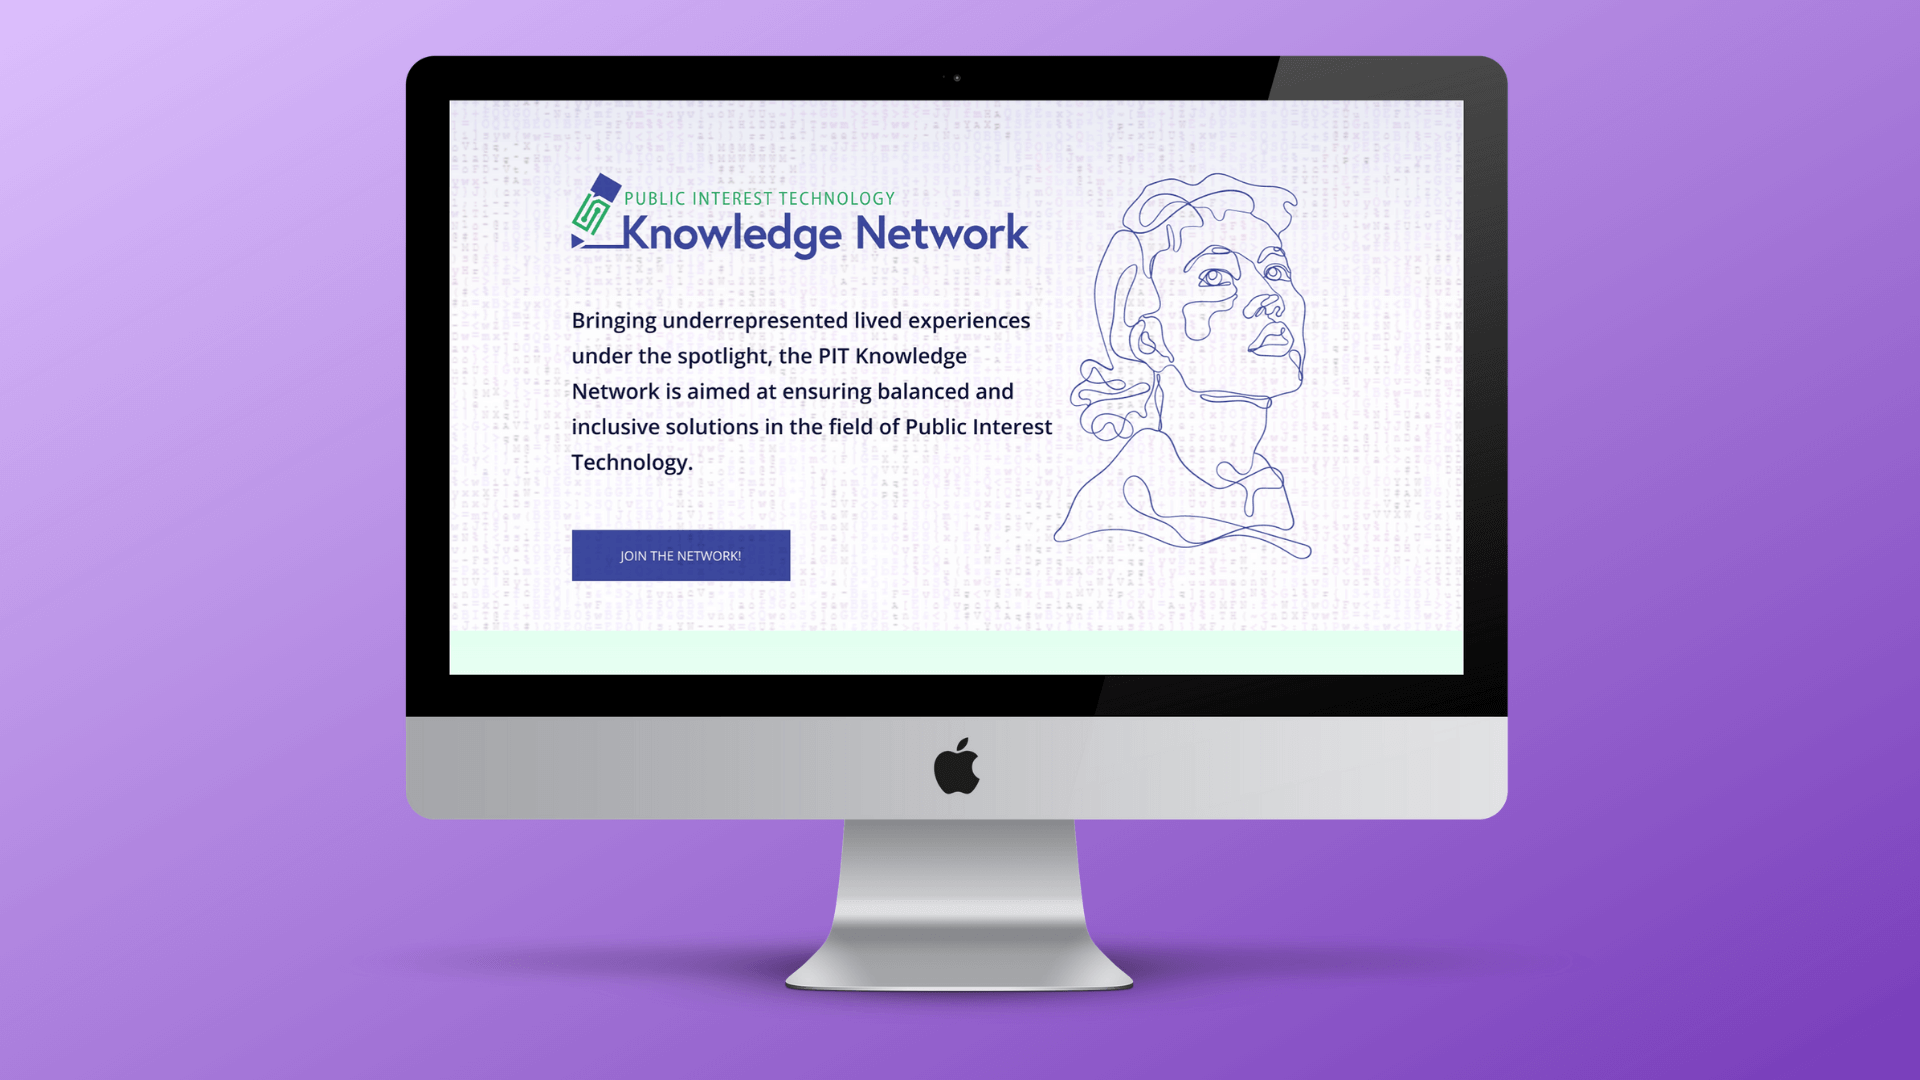 PUBLIC INTEREST TECHNOLOGY
Knowledge Network
Bringing underrepresented lived experiences
under the spotlight, the PIT Knowledge
Network is aimed at ensuring balanced and
inclusive solutions in the field of Public Interest
Technology.
JOIN THE NETWORK!